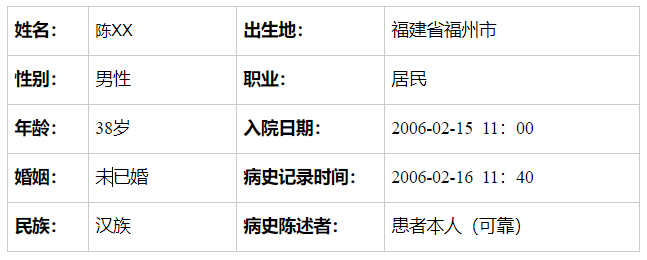 姓名： 陈XX 出生地： 福建省福州市
性别： 男性 职业： 居民
年龄： 38岁 入院日期： 2006-02-15 11：00
婚姻： 未已婚 病史记录时间： 2006-02-16 11：40
民族： 汉族 病史陈述者： 患者本人（可靠）